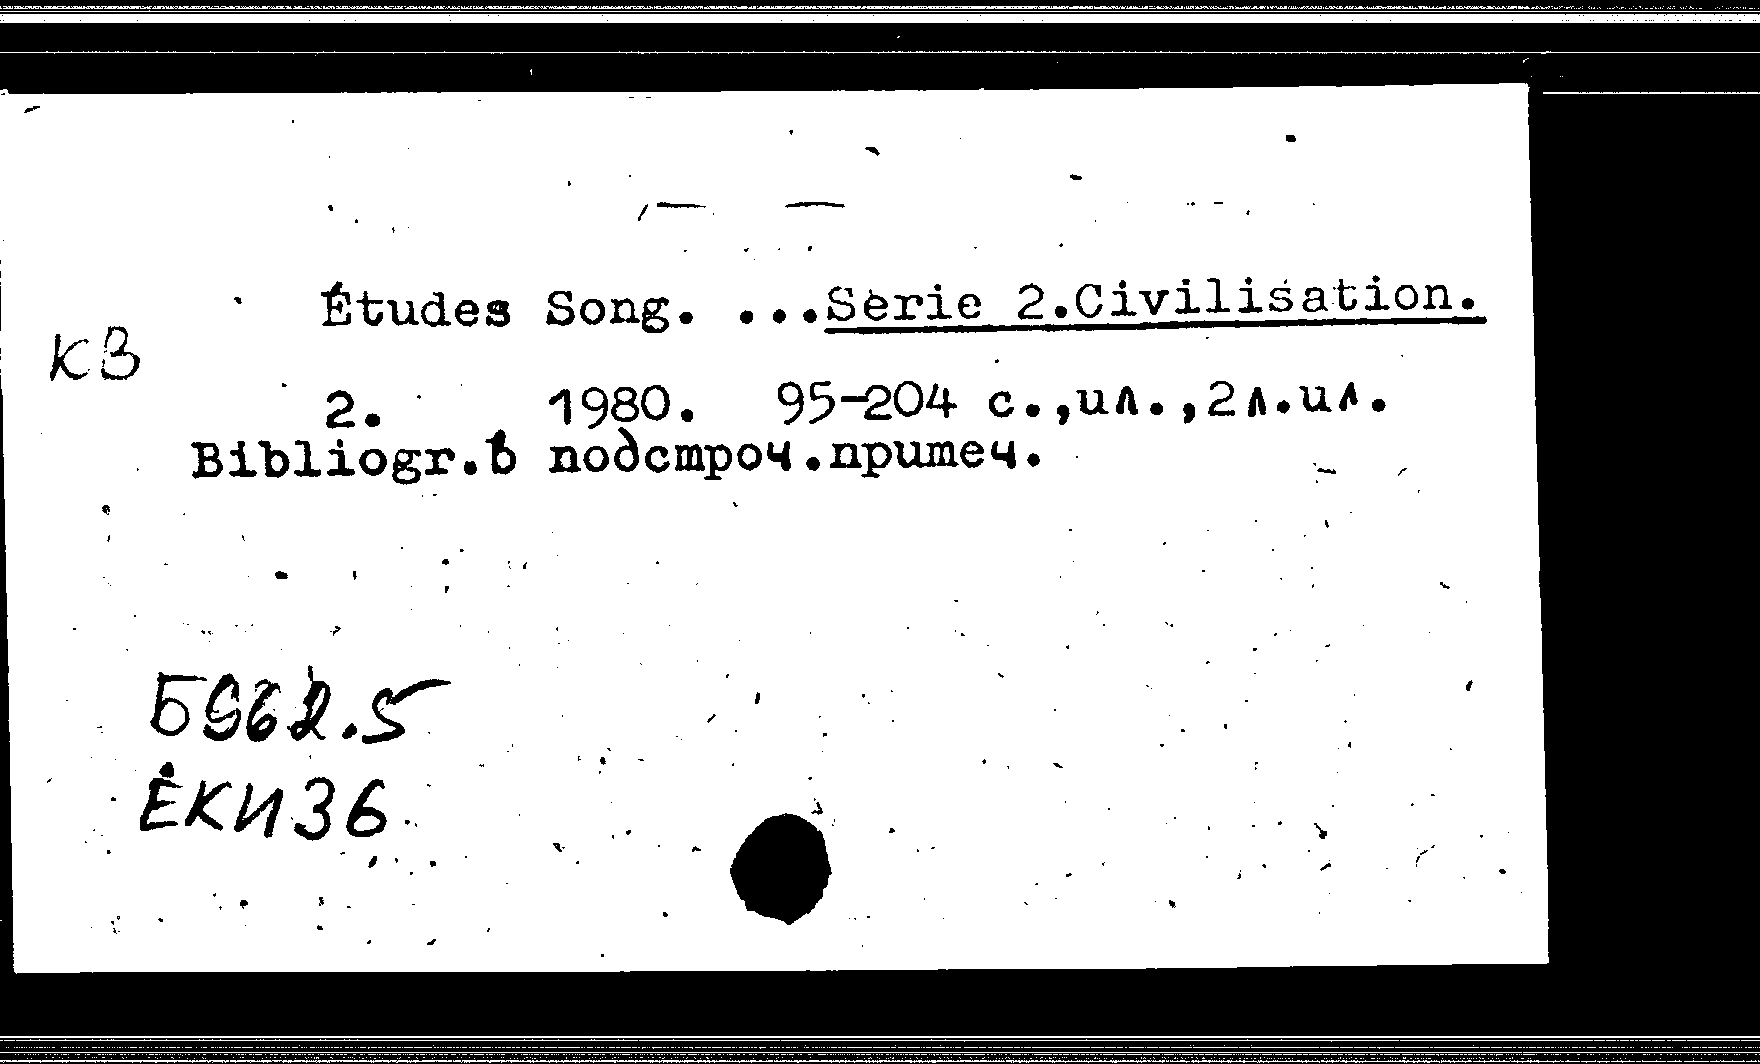 Études Song. ...Serie 2.Civilisation.
КВ
2. 1980. 95-204 с.,ил.,2л.ил.
Bibliogr.в подстроч.примеч.
Б962.5
ЕКИ36